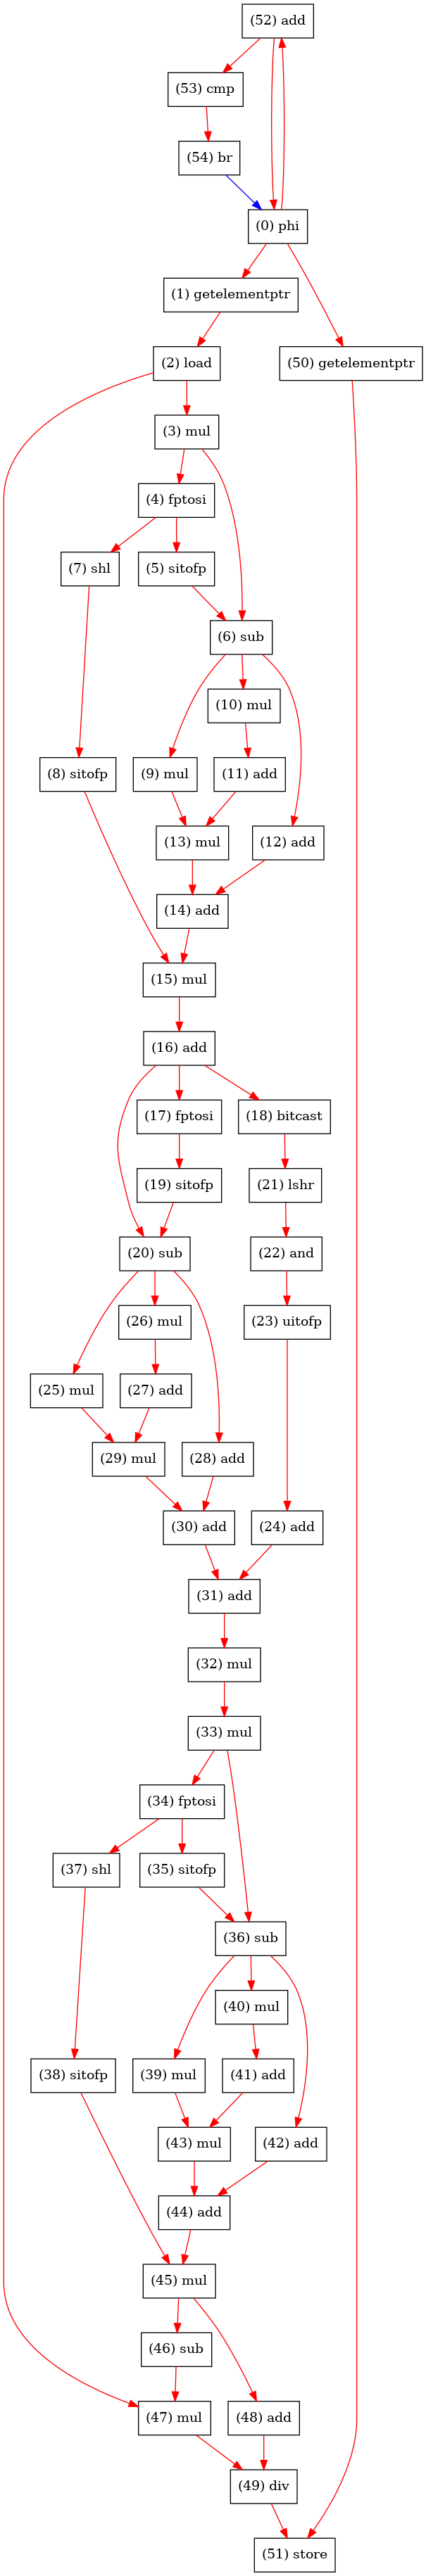 (52) add
(53) cmp
(54) br
(0) phi
(1) getelementptr
(2) load
(50) getelementptr
(3) mul
(4) fptosi
(7) shl
(5) sitofp
(6) sub
(10) mul
(8) sitofp
(9) mul
(11) add
(13) mul
(12) add
(14) add
(15) mul
(16) add
(17) fptosi
(18) bitcast
(19) sitofp
(21) lshr
(20) sub
(22) and
(26) mul
(23) uitofp
(25) mul
(27) add
(29) mul
(28) add
(30) add
(24) add
(31) add
(32) mul
(33) mul
(34) fptosi
(37) shl
(35) sitofp
(36) sub
(40) mul
(38) sitofp
(39) mul
(41) add
(43) mul
(42) add
(44) add
(45) mul
(46) sub
(47) mul
(48) add
(49) div
(51) store